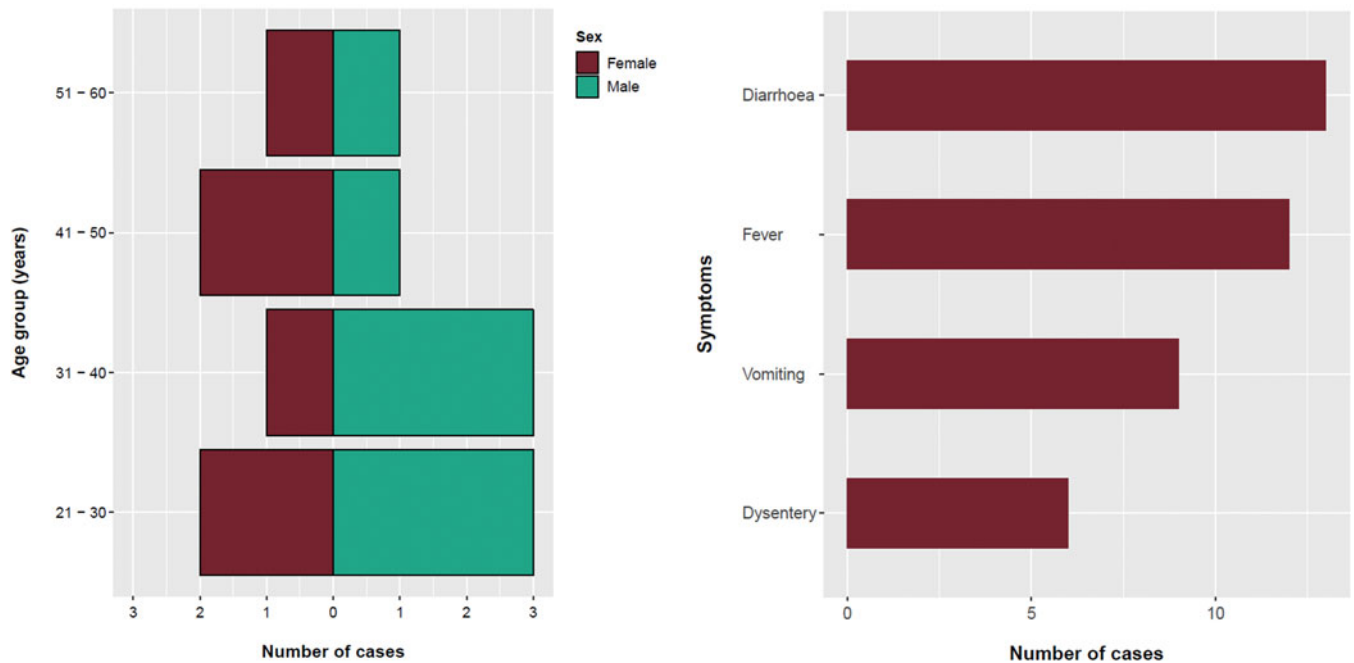 Sex
Female
Male
51 – 60
41 – 50
31 – 40
21 – 30
Age group (years)
3 2 1 0 1 2 3
Number of cases
Diarrhoea
Fever
Vomiting
Dysentery
Symptoms
0 5 10
Number of cases